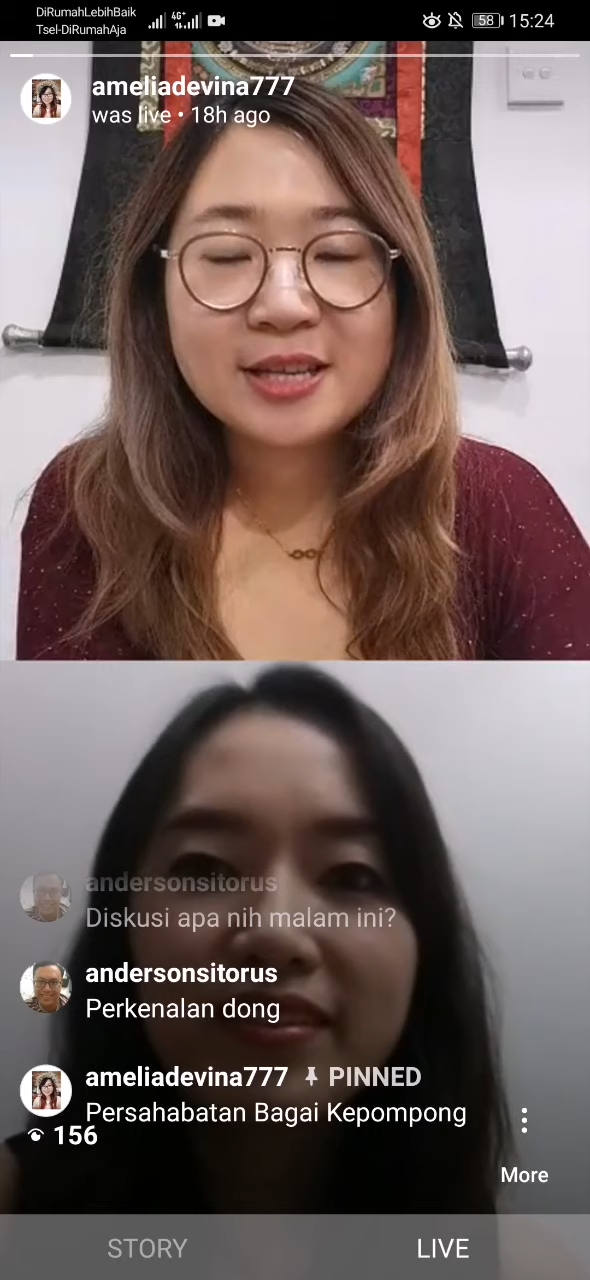 DiRumahLebihBaik
Tsel-DiRumahAja
4G+
58
15:24
ameliadevina777
was live • 18h ago
andersonsitorus
Diskusi apa nih malam ini?
andersonsitorus
Perkenalan dong
ameliadevina777 PINNED
Persahabatan Bagai Kepompong
156
More
STORY
LIVE